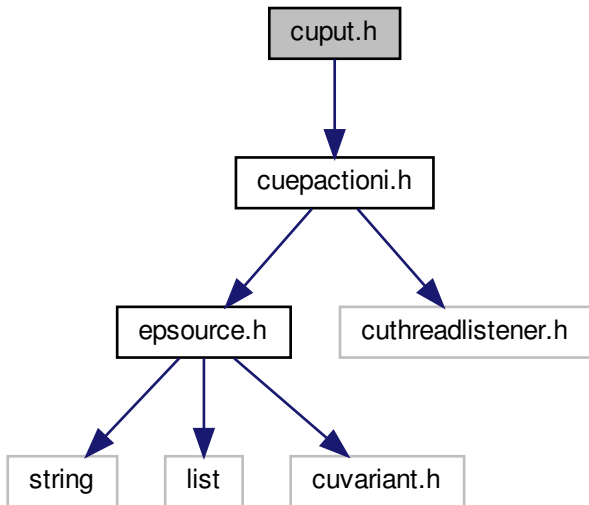 cuput.h
cuepactioni.h
epsource.h
cuthreadlistener.h
string
list
cuvariant.h